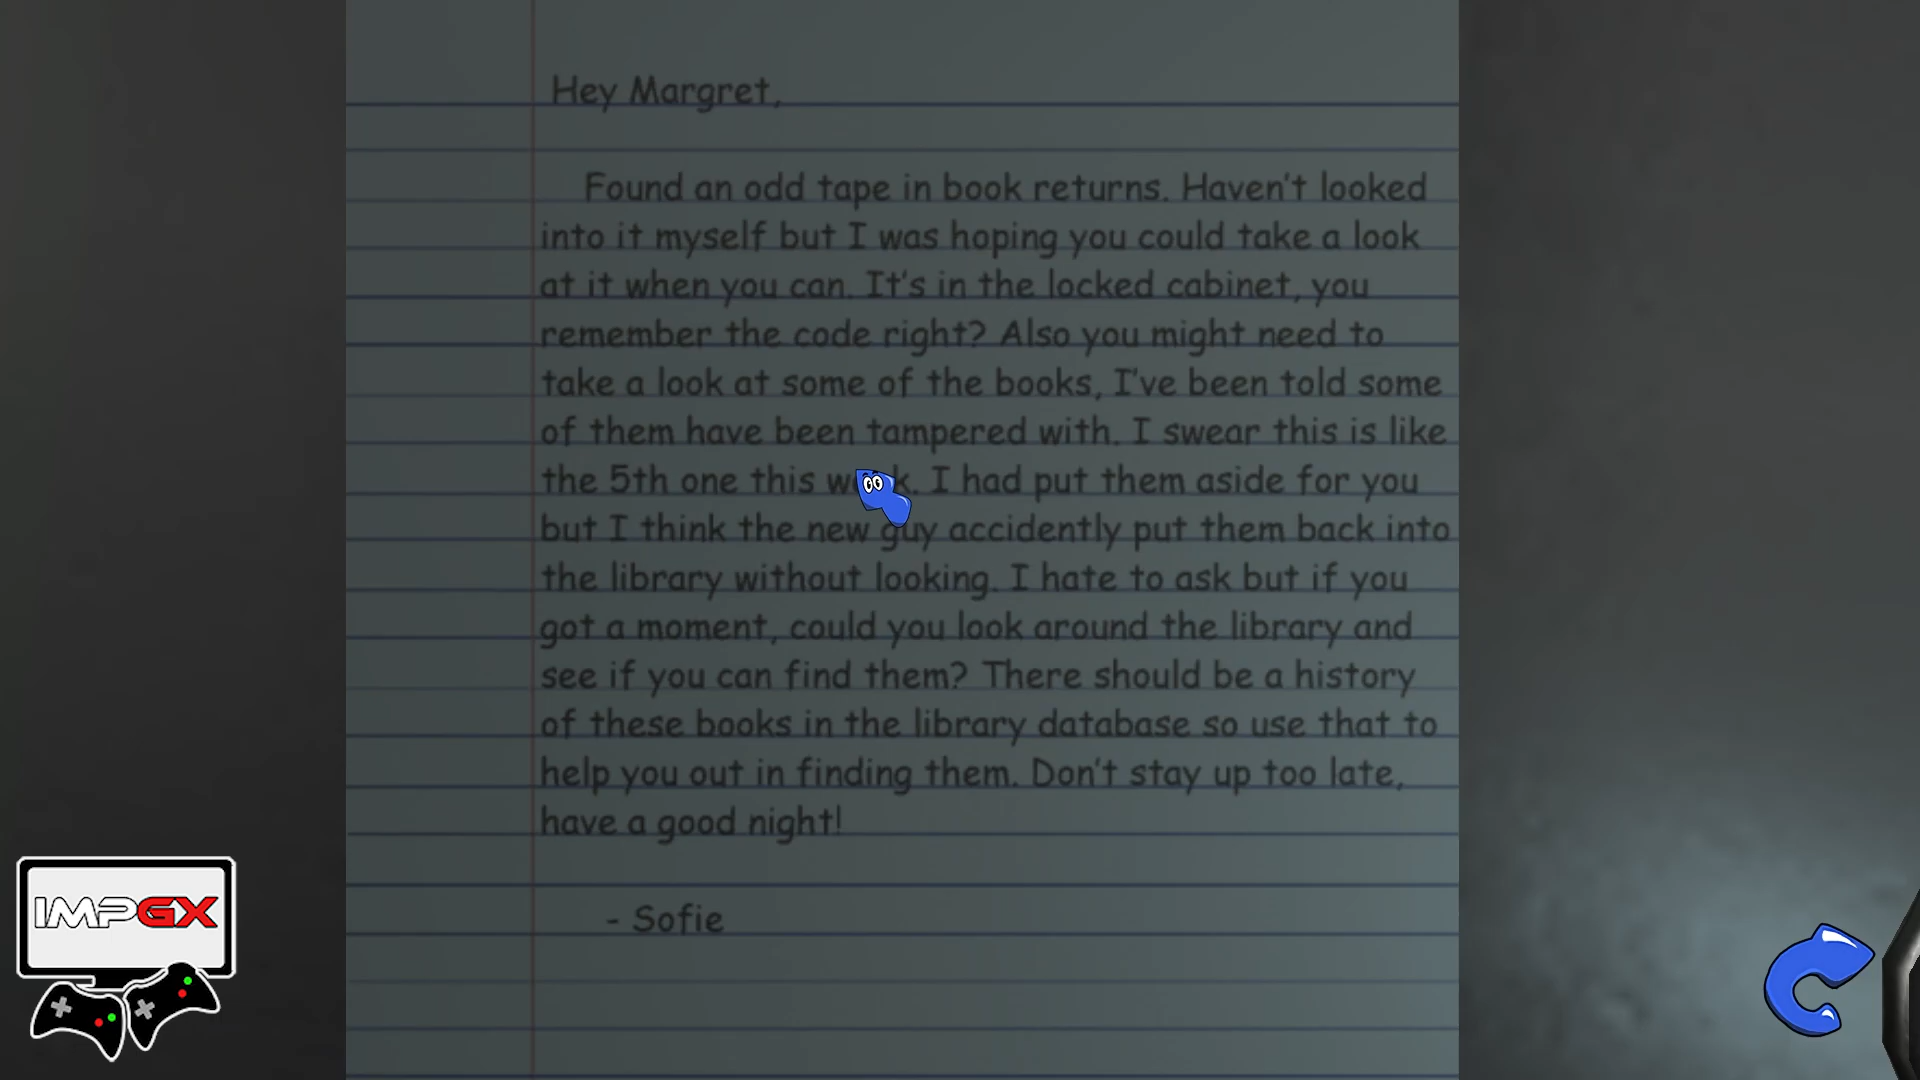 Hey Margret,
Found an odd tape in book returns. Haven't looked
into it myself but I was hoping you could take a look
at it when you can. It's in the locked cabinet, you
remember the code right? Also you might need to
take a look at some of the books, I've been told some
of them have been tampered with. I swear this is like
the 5th one this I had put them aside for you
but I think the new guy accidently put them back into
the library without looking. I hate to ask but if you
got a moment, could you look around the library and
see if you can find them? There should be a history
of these books in the library database so use that to
help you out in finding them. Don't stay up too late,
have a good night!
- Sofie
IMPGX